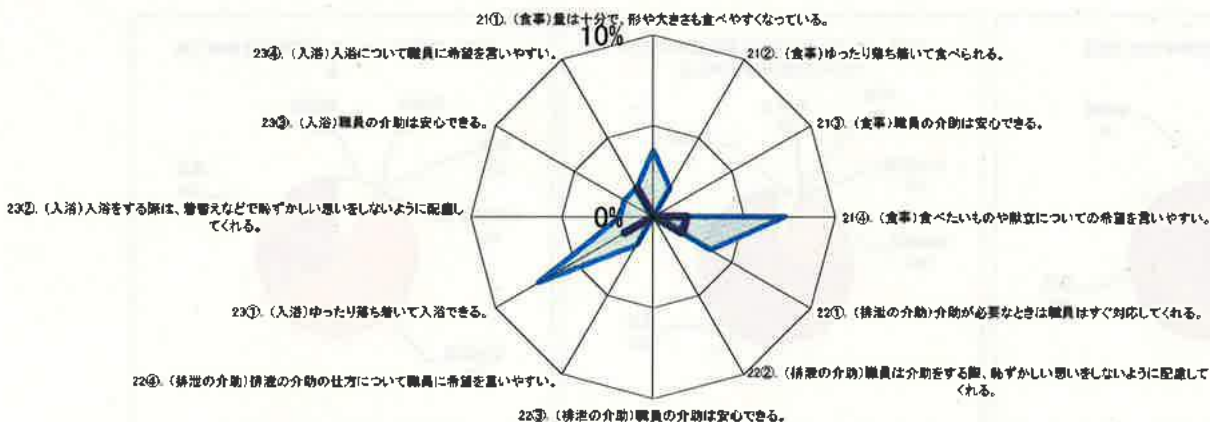 21①. (食事)量は十分で、形や大きさも食べやすくなっている。
10%
23④. (入浴)入浴について職員に希望を言いやすい。
21②. (食事)ゆったり落ち着いて食べられる。
23③. (入浴)職員の介助は安心できる。
21③. (食事)職員の介助は安心できる。
23②. (入浴)入浴をする際は、着替えなどで恥ずかしい思いをしないように配慮し
てくれる。
0%
21④. (食事)食べたいものや献立についての希望を言いやすい。
23①. (入浴)ゆったり落ち着いて入浴できる。
22①. (排泄の介助)介助が必要なときは職員はすぐ対応してくれる。
22④. (排泄の介助)排泄の介助の仕方について職員に希望を言いやすい。
22②. (排泄の介助)職員は介助をする際、恥ずかしい思いをしないように配慮して
くれる。
22③. (排泄の介助)職員の介助は安心できる。